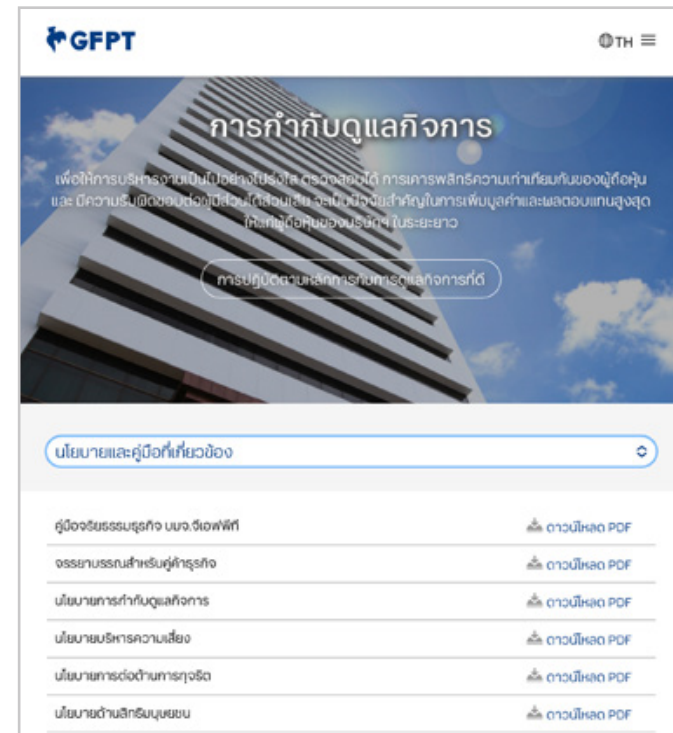 GFPT
TH
การกำกับดูแลกิจการ
เพื่อให้การบริหารงานเป็นไปอย่างโปร่งใส ตรวจสอบได้ การเคารพสิทธิความเท่าเทียมกันของผู้ถือหุ้น
และ มีความรับผิดชอบต่อผู้มีส่วนได้ส่วนเสีย จะเป็นปัจจัยสำคัญในการเพิ่มมูลค่าและผลตอบแทนสูงสุด
ให้แก่ผู้ถือหุ้นของบริษัทฯ ในระยะยาว
การปฏิบัติตามหลักการกับการดูแลกิจการที่ดี
นโยบายและคู่มือที่เกี่ยวข้อง
คู่มือจริยธรรมธุรกิจ บมจ.จีเอฟพีที ดาวน์โหลด PDF
จรรยาบรรณสำหรับคู่ค้าธุรกิจ ดาวน์โหลด PDF
นโยบายการกำกับดูแลกิจการ ดาวน์โหลด PDF
นโยบายบริหารความเสี่ยง ดาวน์โหลด PDF
นโยบายการต่อต้านการทุจริต ดาวน์โหลด PDF
นโยบายด้านสิทธิมนุษยชน ดาวน์โหลด PDF